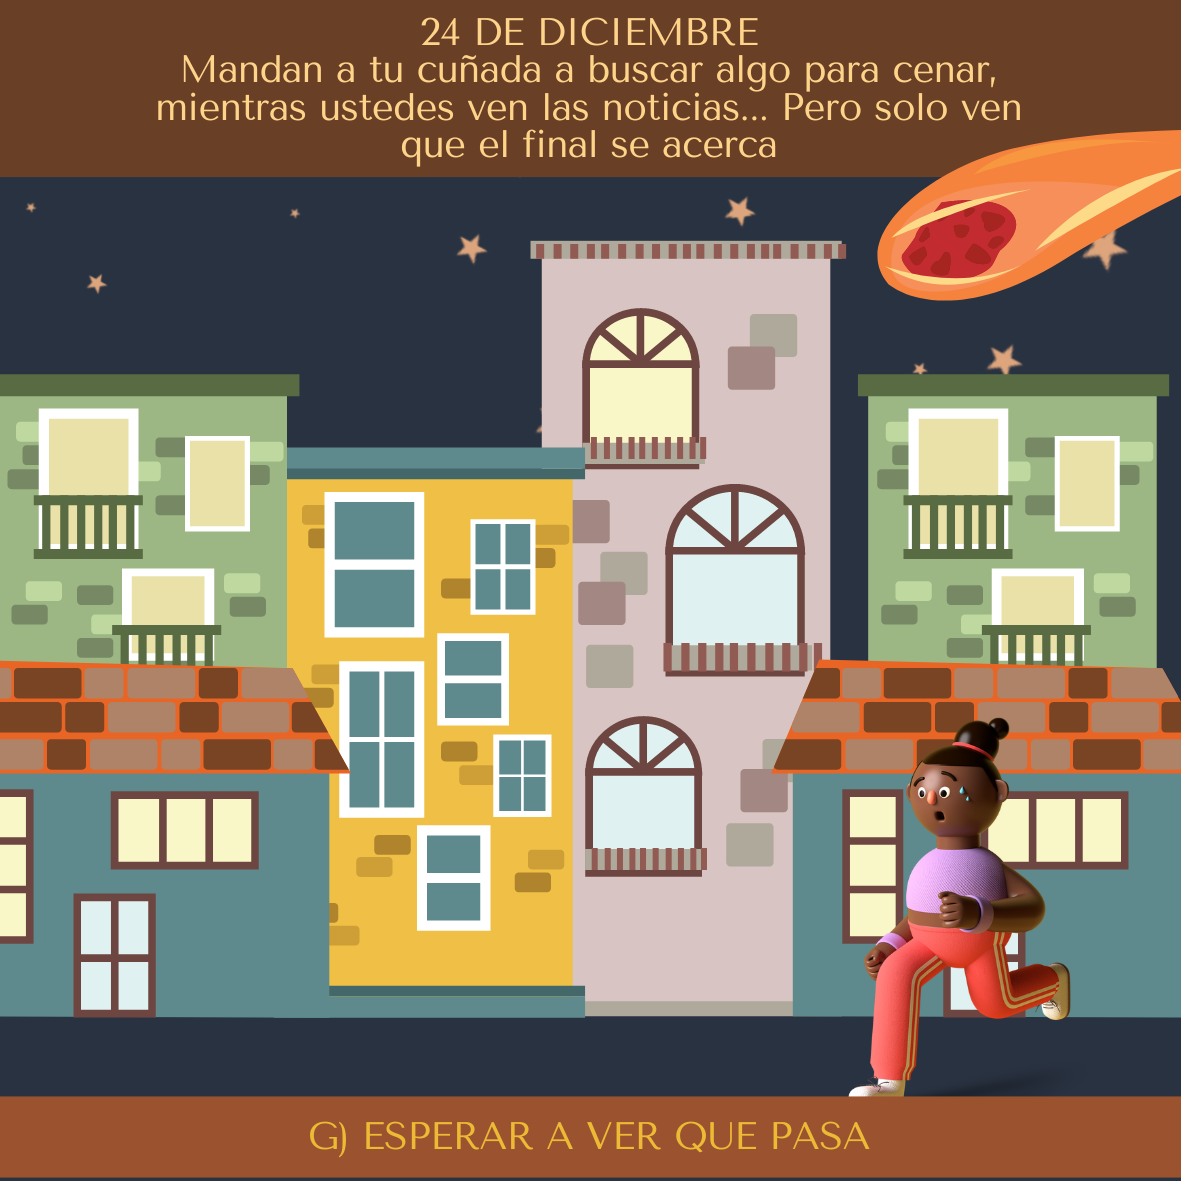 24 DE DICIEMBRE
Mandan a tu cuñada a buscar algo para cenar,
mientras ustedes ven las noticias... Pero solo ven
que el final se acerca
G) ESPERAR A VER QUE PASA